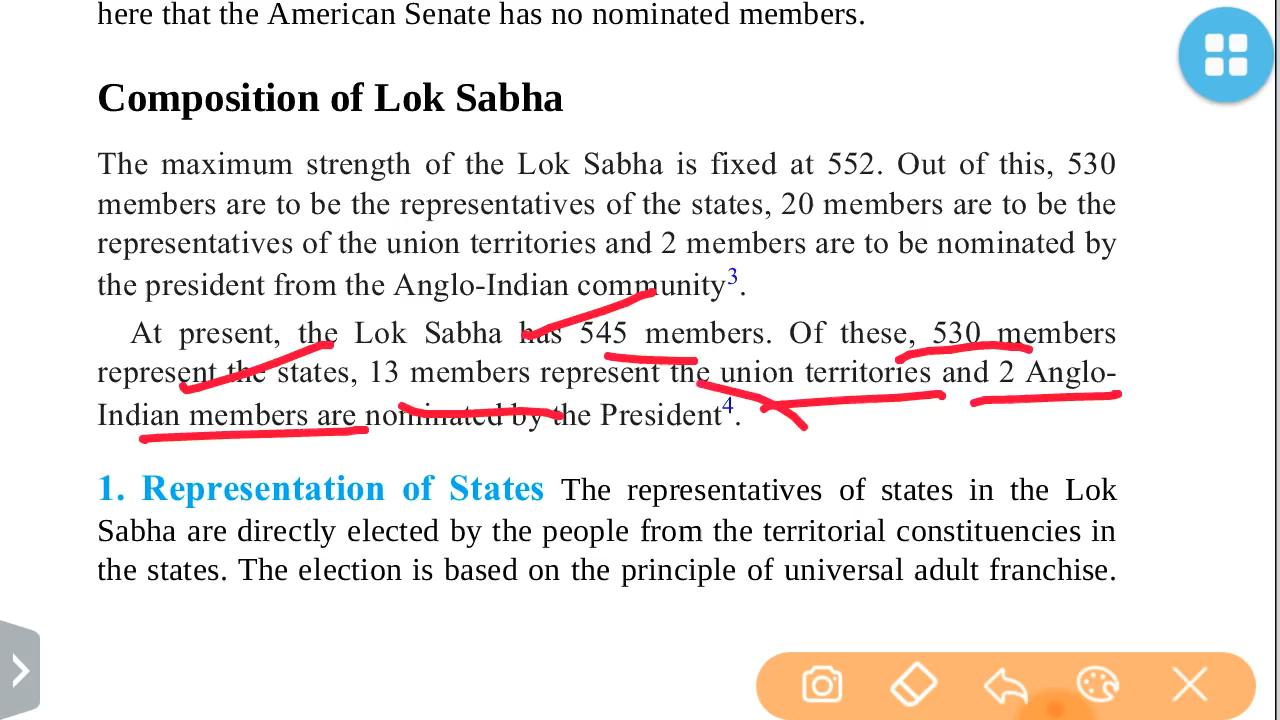 here that the American Senate has no nominated members.
Composition of Lok Sabha
The maximum strength of the Lok Sabha is fixed at 552. Out of this, 530
members are to be the representatives of the states, 20 members are to be the
representatives of the union territories and 2 members are to be nominated by
the president from the Anglo-Indian community3.
At present, the Lok Sabha has 545 members. Of these, 530 members
represent the states, 13 members represent the union territories and 2 Anglo-
Indian members are nominated by the President4.
1. Representation of States The representatives of states in the Lok
Sabha are directly elected by the people from the territorial constituencies in
the states. The election is based on the principle of universal adult franchise.